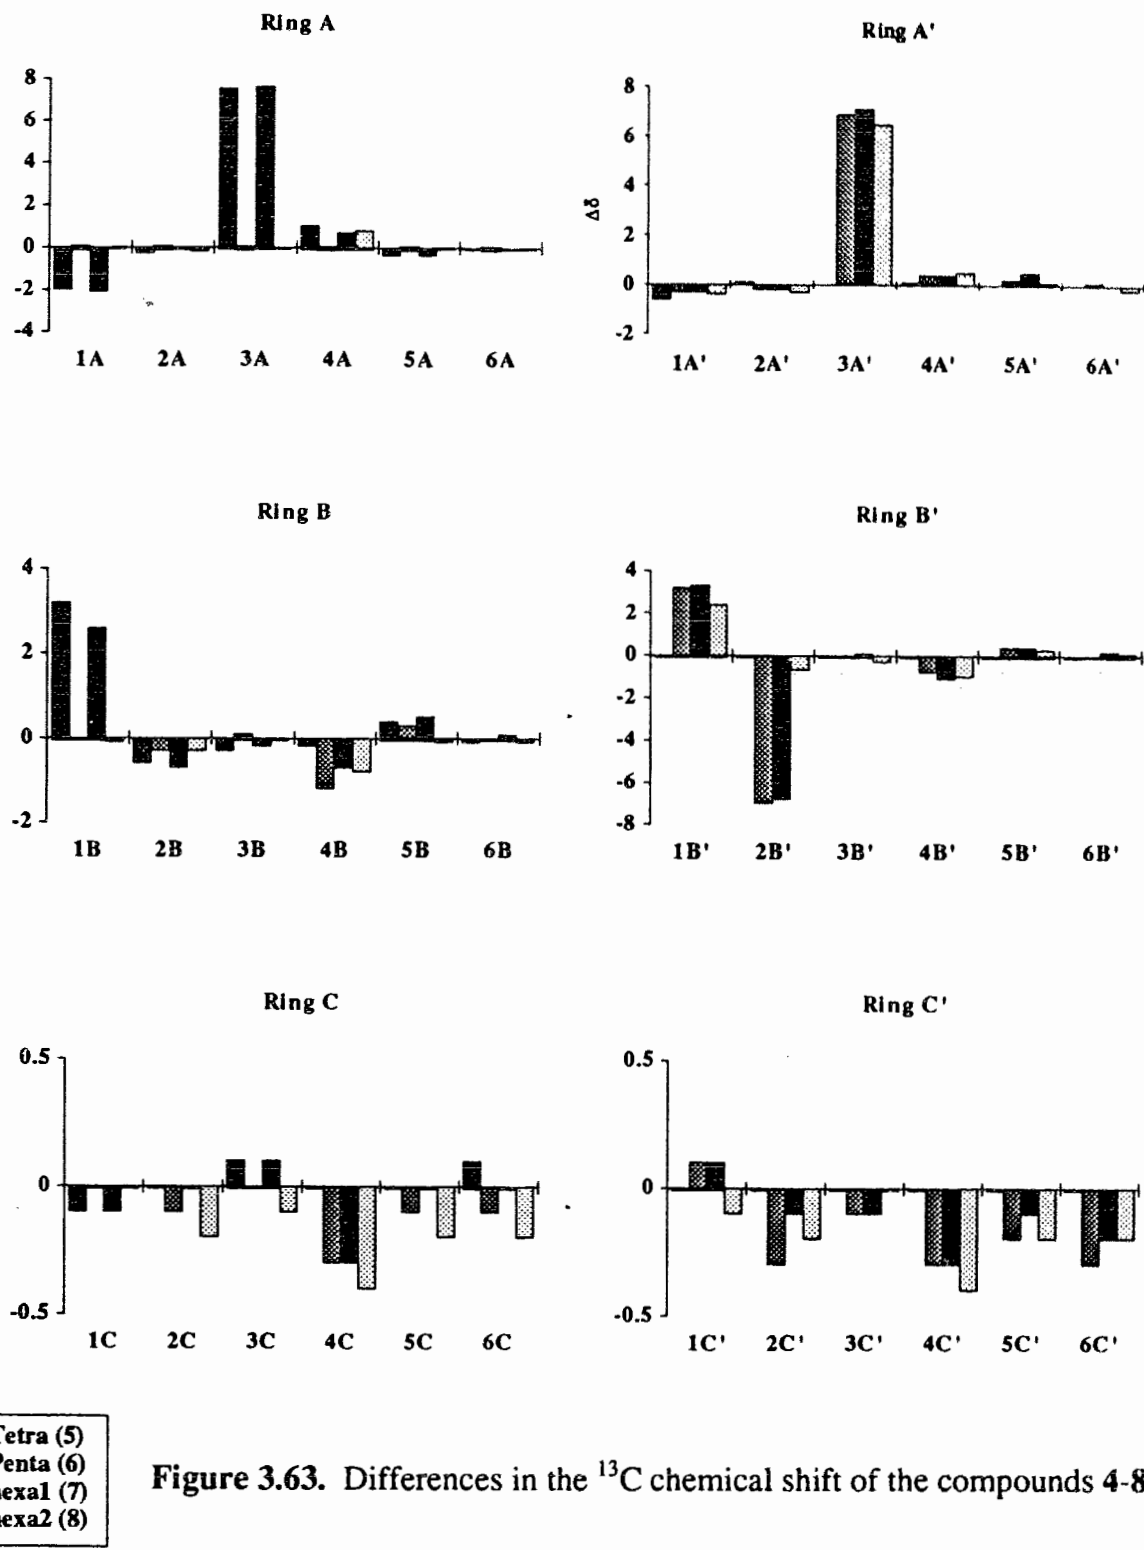 Ring A
8
6
4
2
0
-2
-4
1A 2A 3A 4A 5A 6A
Ring A'
Δδ
8
6
4
2
0
-2
1A' 2A' 3A' 4A' 5A' 6A'
Ring B
4
2
0
-2
1B 2B 3B 4B 5B 6B
Ring B'
4
2
0
-2
-4
-6
-8
1B' 2B' 3B' 4B' 5B' 6B'
Ring C
0.5
0
-0.5
1C 2C 3C 4C 5C 6C
Ring C'
0.5
0
-0.5
1C' 2C' 3C' 4C' 5C' 6C'
Tetra (5)
Penta (6)
exa1 (7)
exa2 (8)
Figure 3.63. Differences in the ¹³C chemical shift of the compounds 4-8